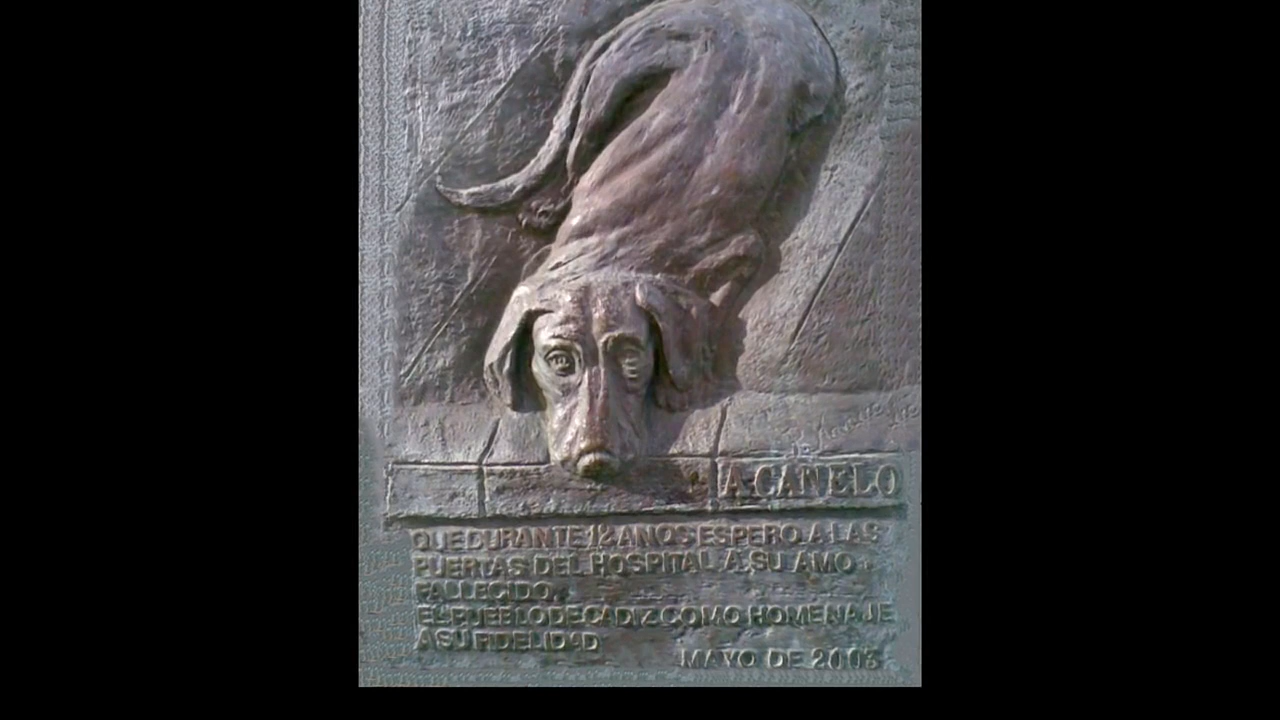 A CANELO
QUE DURANTE 12 AÑOS ESPERO A LAS
PUERTAS DEL HOSPITAL A SU AMO
FALLECIDO.
EL PUEBLO DE CADIZ COMO HOMENAJE
A SU FIDELIDAD
MAYO DE 2003